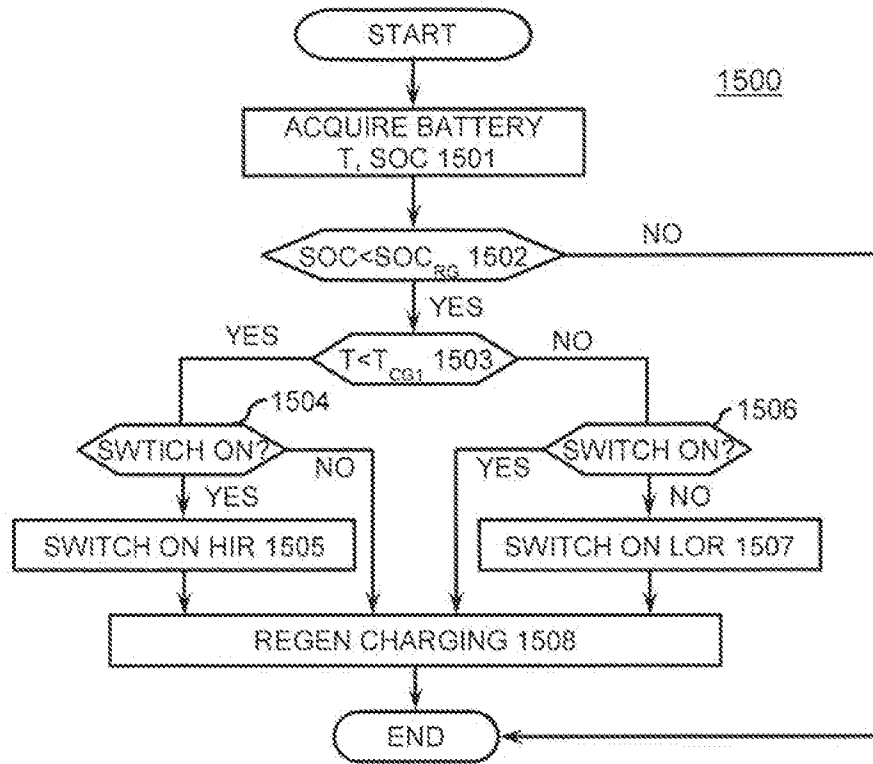 START
1500
ACQUIRE BATTERY
T, SOC 1501
SOC<SOC_RG 1502
NO
YES
YES
T<T_CG1 1503
NO
1504
1506
SWTICH ON?
NO
YES
SWITCH ON?
YES
NO
SWITCH ON HIR 1505
SWITCH ON LOR 1507
REGEN CHARGING 1508
END